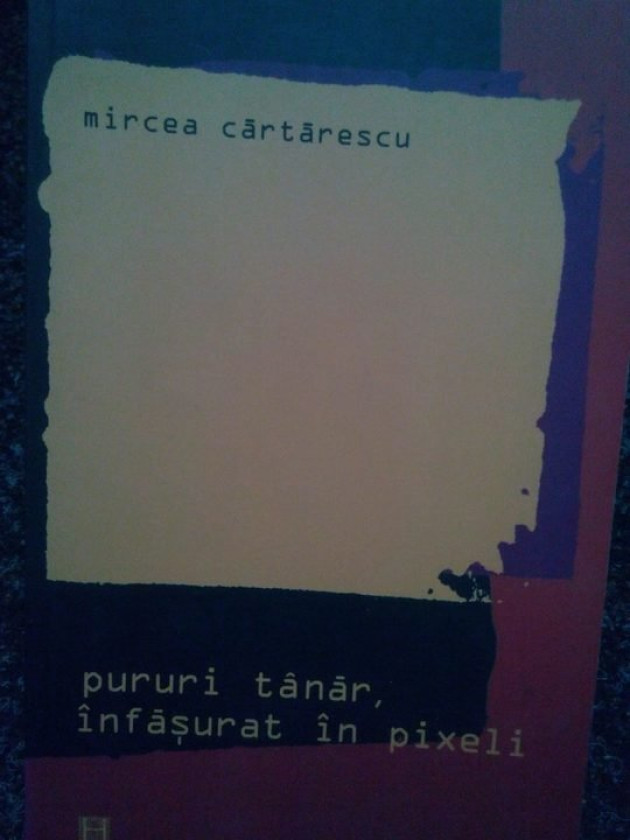 mircea cărtărescu
pururi tânăr,
înfășurat în pixeli